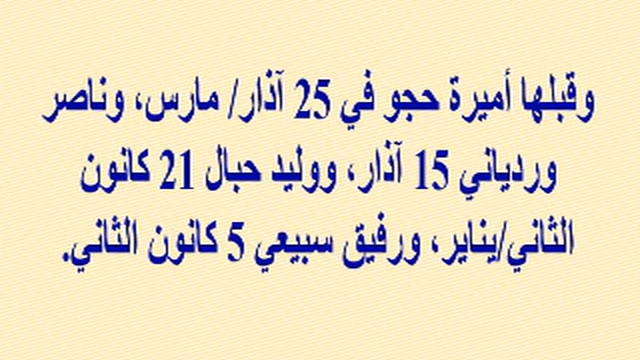 وقبلها أميرة حجو في 25 آذار/ مارس، وناصر
وردياني 15 آذار، ووليد حبال 21 كانون
الثاني/يناير، ورفيق سبيعي 5 كانون الثاني.